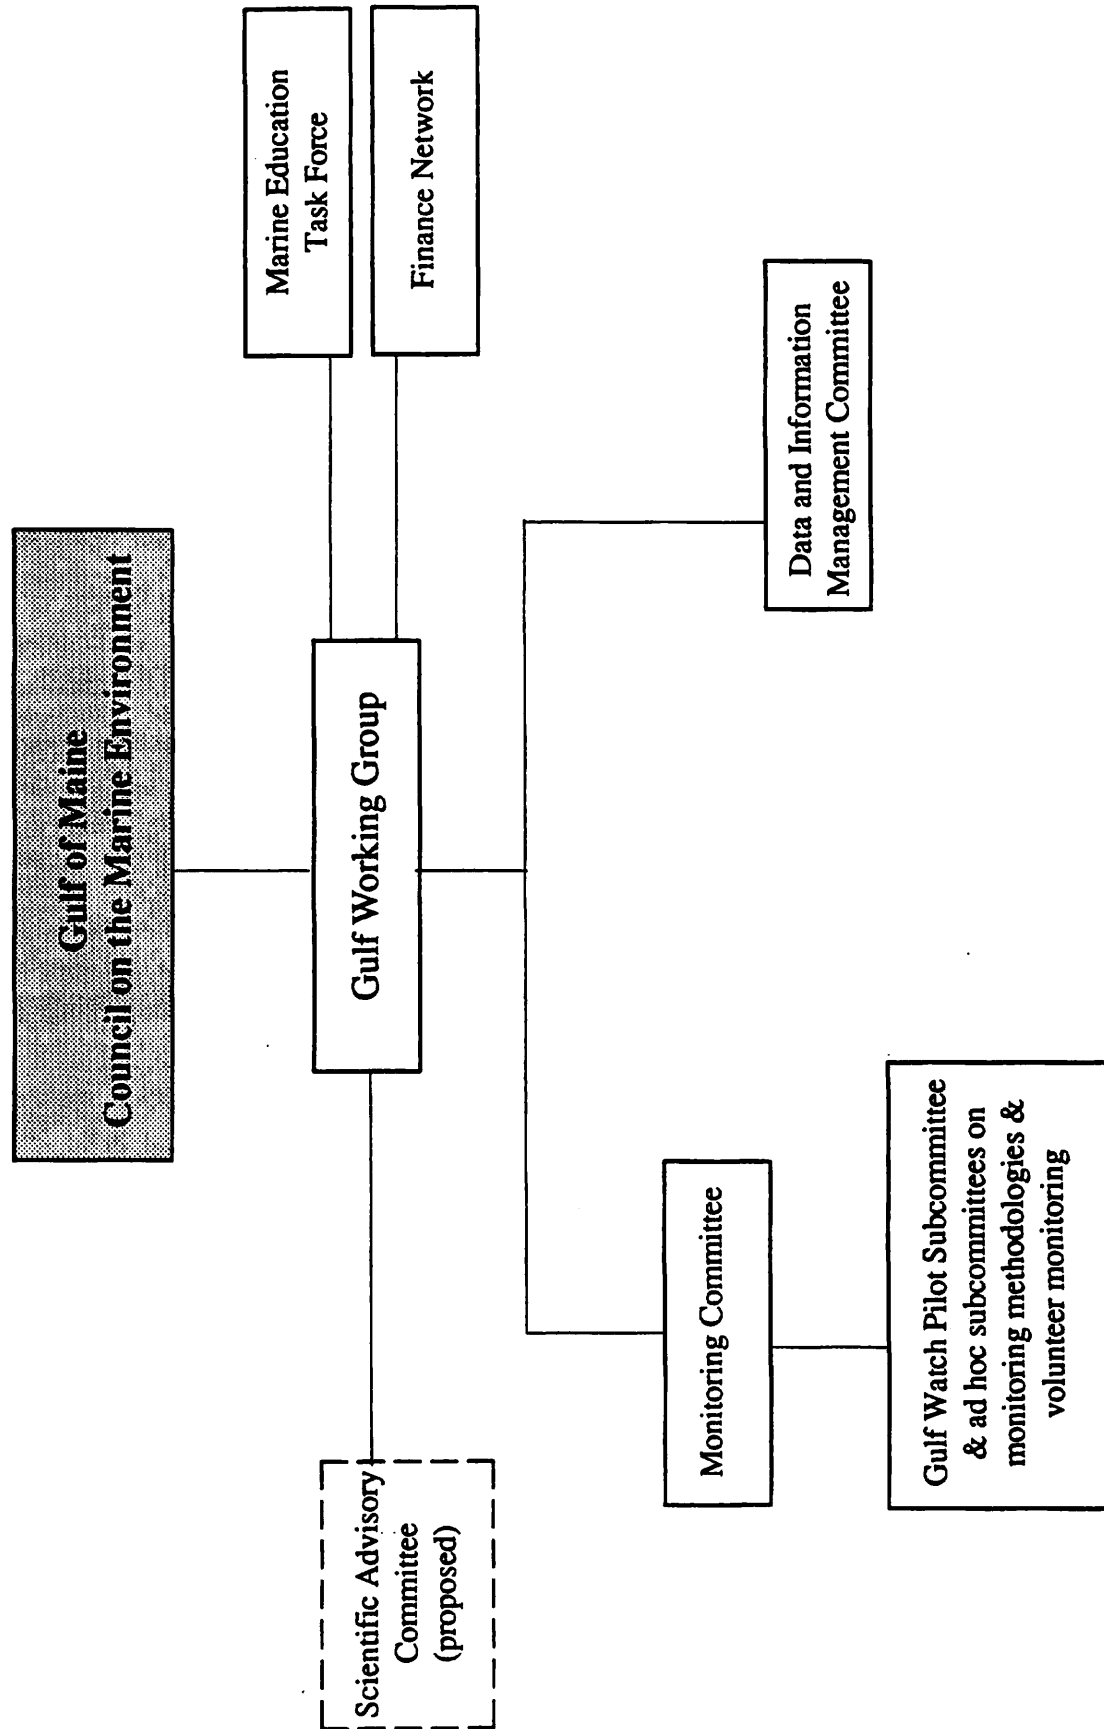 Gulf of Maine
Council on the Marine Environment
Scientific Advisory
Committee
(proposed)
Gulf Working Group
Marine Education
Task Force
Finance Network
Monitoring Committee
Data and Information
Management Committee
Gulf Watch Pilot Subcommittee
& ad hoc subcommittees on
monitoring methodologies &
volunteer monitoring